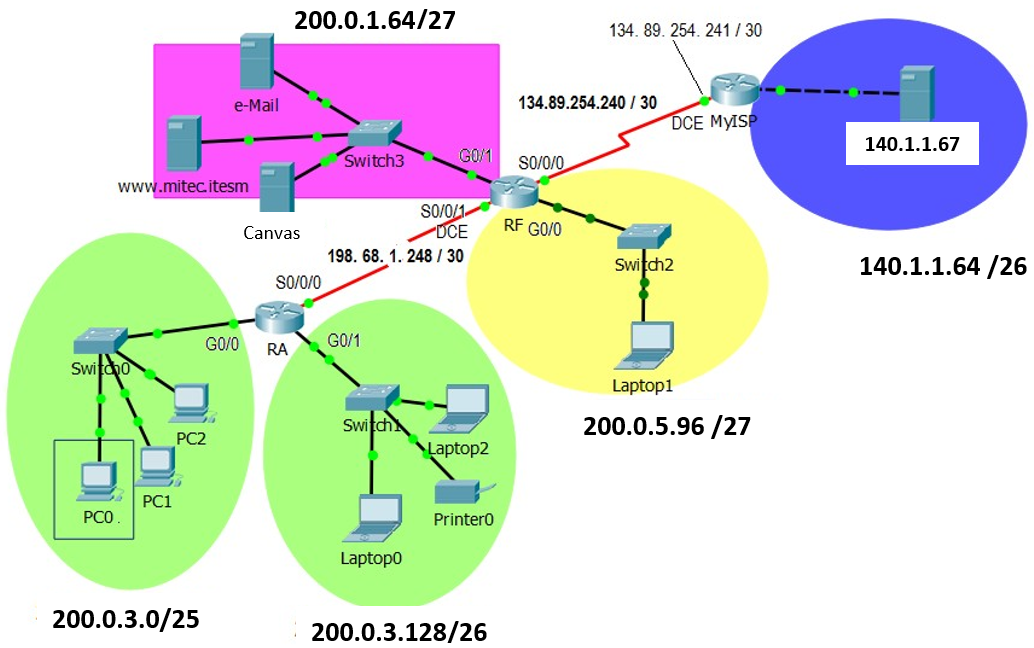 200.0.1.64/27
134. 89. 254. 241 / 30
e-Mail
134.89.254.240 / 30
DCE
MyISP
140.1.1.67
Switch3
G0/1
S0/0/0
www.mitec.itesm
Canvas
S0/0/1
DCE
RF
G0/0
198. 68. 1. 248 / 30
Switch2
140.1.1.64 /26
S0/0/0
RA
G0/0
G0/1
Switch0
Laptop1
Switch1
Laptop2
PC2
200.0.5.96 /27
PC1
PC0 .
Printer0
Laptop0
200.0.3.0/25
200.0.3.128/26